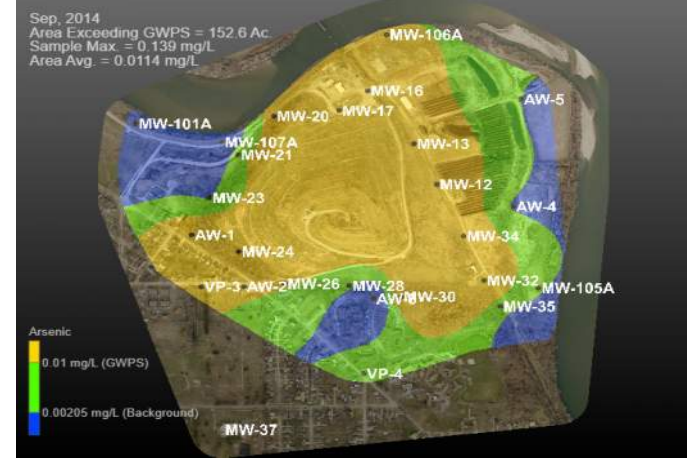 Sep, 2014
Area Exceeding GWPS = 152.6 Ac.
Sample Max. = 0.139 mg/L
Area Avg. = 0.0114 mg/L
MW-106A
MW-16
AW-5
MW-17
MW-20
MW-101A
MW-107A
MW-13
MW-21
MW-12
MW-23
AW-4
AW-1
MW-34
MW-24
MW-32
VP-3
AW-2
MW-26
MW-28
MW-105A
MW-30
MW-35
Arsenic
0.01 mg/L (GWPS)
VP-4
0.00205 mg/L (Background)
MW-37